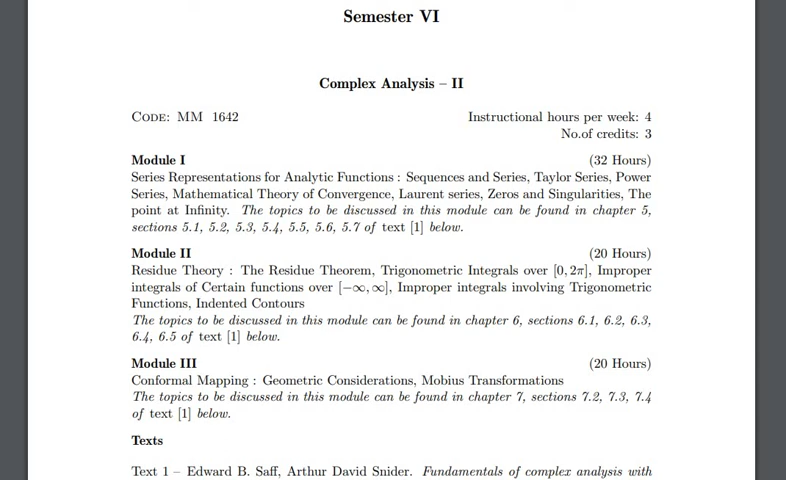 Semester VI
Complex Analysis – II
Code: MM 1642
Instructional hours per week: 4
No.of credits: 3
Module I (32 Hours)
Series Representations for Analytic Functions : Sequences and Series, Taylor Series, Power
Series, Mathematical Theory of Convergence, Laurent series, Zeros and Singularities, The
point at Infinity. The topics to be discussed in this module can be found in chapter 5,
sections 5.1, 5.2, 5.3, 5.4, 5.5, 5.6, 5.7 of text [1] below.
Module II (20 Hours)
Residue Theory : The Residue Theorem, Trigonometric Integrals over [0, 2π], Improper
integrals of Certain functions over [−∞, ∞], Improper integrals involving Trigonometric
Functions, Indented Contours
The topics to be discussed in this module can be found in chapter 6, sections 6.1, 6.2, 6.3,
6.4, 6.5 of text [1] below.
Module III (20 Hours)
Conformal Mapping : Geometric Considerations, Mobius Transformations
The topics to be discussed in this module can be found in chapter 7, sections 7.2, 7.3, 7.4
of text [1] below.
Texts
Text 1 – Edward B. Saff, Arthur David Snider. Fundamentals of complex analysis with